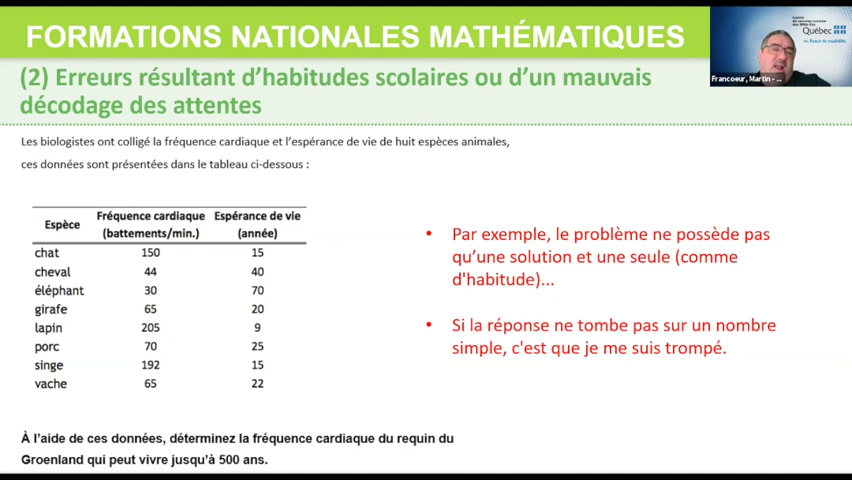 FORMATIONS NATIONALES MATHÉMATIQUES
Québec
Francoeur, Martin - ...
(2) Erreurs résultant d'habitudes scolaires ou d'un mauvais
décodage des attentes
Les biologistes ont colligé la fréquence cardiaque et l'espérance de vie de huit espèces animales,
ces données sont présentées dans le tableau ci-dessous :
Espèce Fréquence cardiaque (battements/min.) Espérance de vie (année)
chat 150 15
cheval 44 40
éléphant 30 70
girafe 65 20
lapin 205 9
porc 70 25
singe 192 15
vache 65 22
• Par exemple, le problème ne possède pas
qu'une solution et une seule (comme
d'habitude)...
• Si la réponse ne tombe pas sur un nombre
simple, c'est que je me suis trompé.
À l'aide de ces données, déterminez la fréquence cardiaque du requin du
Groenland qui peut vivre jusqu'à 500 ans.